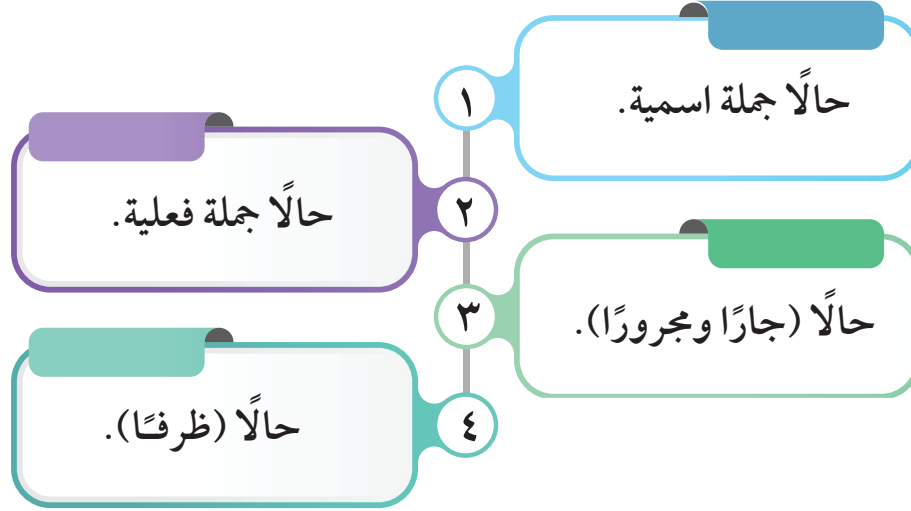 ١
حالًا جملة اسمية.
٢
حالًا جملة فعلية.
٣
حالًا (جارًا ومجرورًا).
٤
حالًا (ظرفًا).